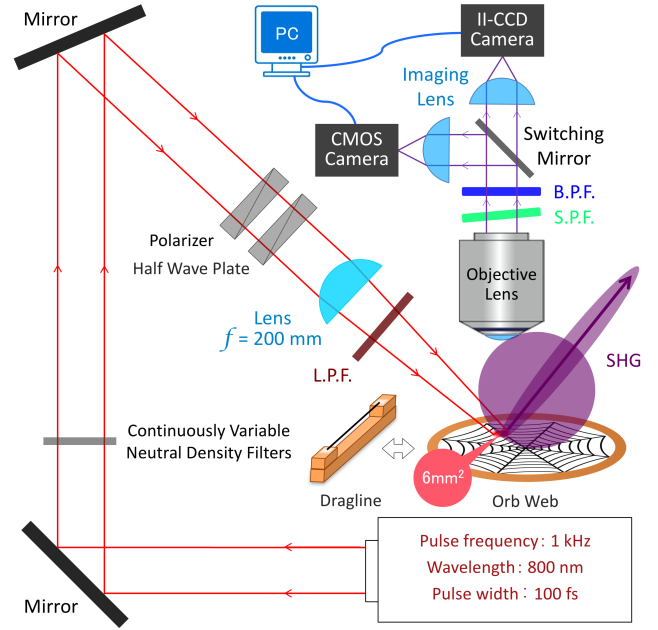 Mirror
PC
II-CCD
Camera
Imaging
Lens
CMOS
Camera
Switching
Mirror
B.P.F.
S.P.F.
Polarizer
Half Wave Plate
Objective
Lens
Lens
f = 200 mm
SHG
L.P.F.
Continuously Variable
Neutral Density Filters
6mm²
Dragline
Orb Web
Pulse frequency : 1 kHz
Wavelength : 800 nm
Pulse width : 100 fs
Mirror